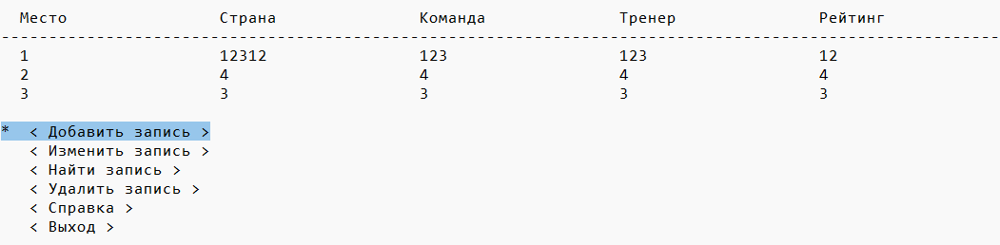 Место Страна Команда Тренер Рейтинг
---------------------------------------------------------------------------------------------------------
1 12312 123 123 12
2 4 4 4 4
3 3 3 3 3
* < Добавить запись >
< Изменить запись >
< Найти запись >
< Удалить запись >
< Справка >
< Выход >